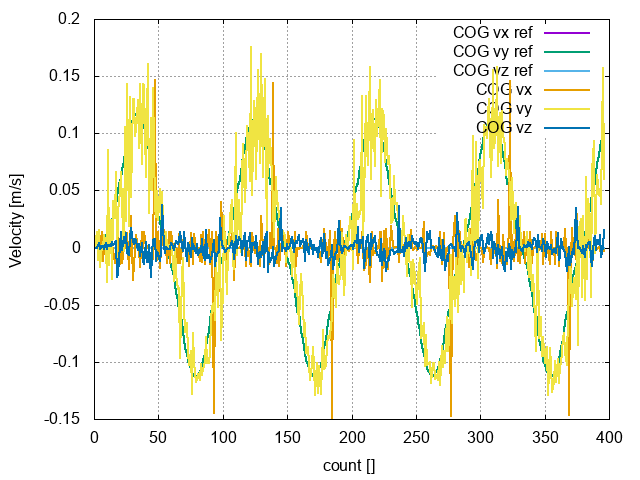 0.2
0.15
0.1
0.05
0
-0.05
-0.1
-0.15
Velocity [m/s]
COG vx ref
COG vy ref
COG vz ref
COG vx
COG vy
COG vz
0 50 100 150 200 250 300 350 400
count []